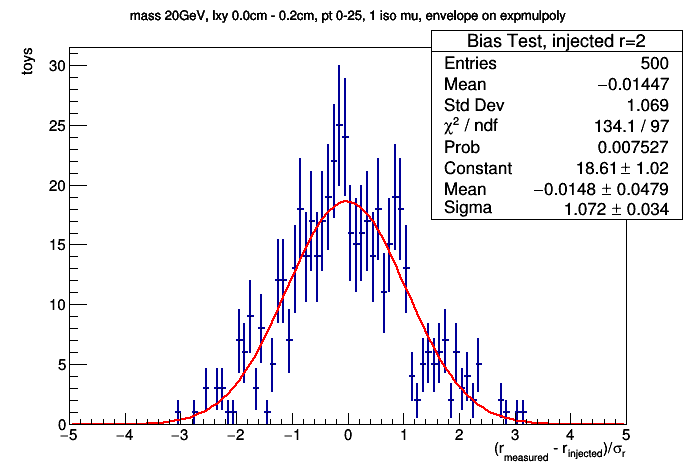 mass 20GeV, lxy 0.0cm - 0.2cm, pt 0-25, 1 iso mu, envelope on expmulpoly
Bias Test, injected r=2
Entries 500
Mean −0.01447
Std Dev 1.069
χ² / ndf 134.1 / 97
Prob 0.007527
Constant 18.61 ± 1.02
Mean −0.0148 ± 0.0479
Sigma 1.072 ± 0.034
toys
30
25
20
15
10
5
0
−5 −4 −3 −2 −1 0 1 2 3 4 5
(r_measured - r_injected)/σ_r